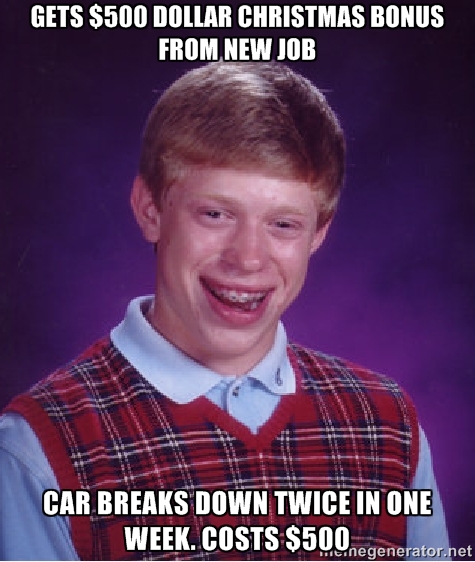 GETS $500 DOLLAR CHRISTMAS BONUS
FROM NEW JOB
CAR BREAKS DOWN TWICE IN ONE
WEEK. COSTS $500
memegenerator.net